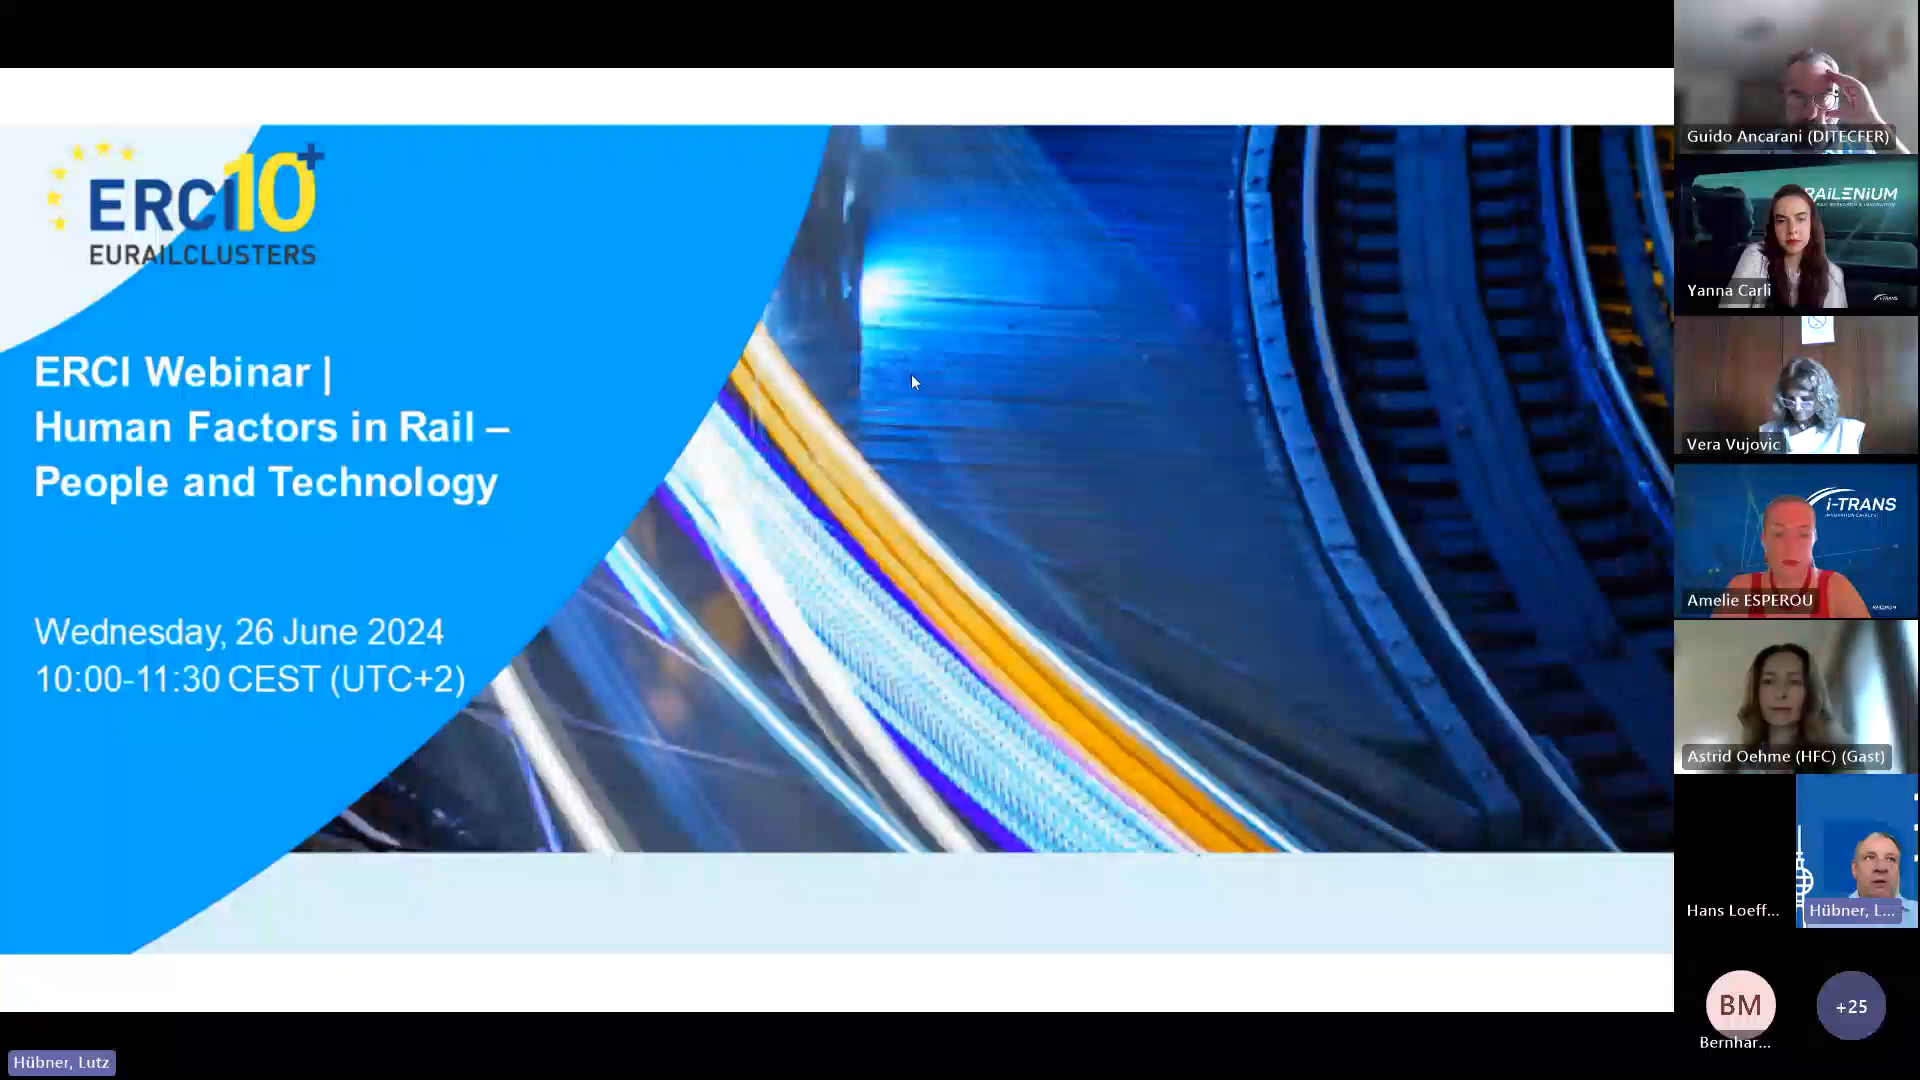 ERCI10+
EURAILCLUSTERS
ERCI Webinar |
Human Factors in Rail –
People and Technology
Wednesday, 26 June 2024
10:00-11:30 CEST (UTC+2)
Hübner, Lutz
Guido Ancarani (DITECFER)
RAiLENiUM
i-TRANS
Yanna Carli
Vera Vujovic
i-TRANS
Amelie ESPEROU
Astrid Oehme (HFC) (Gast)
Hans Loeff...
Hübner, L...
BM
Bernhar...
+25